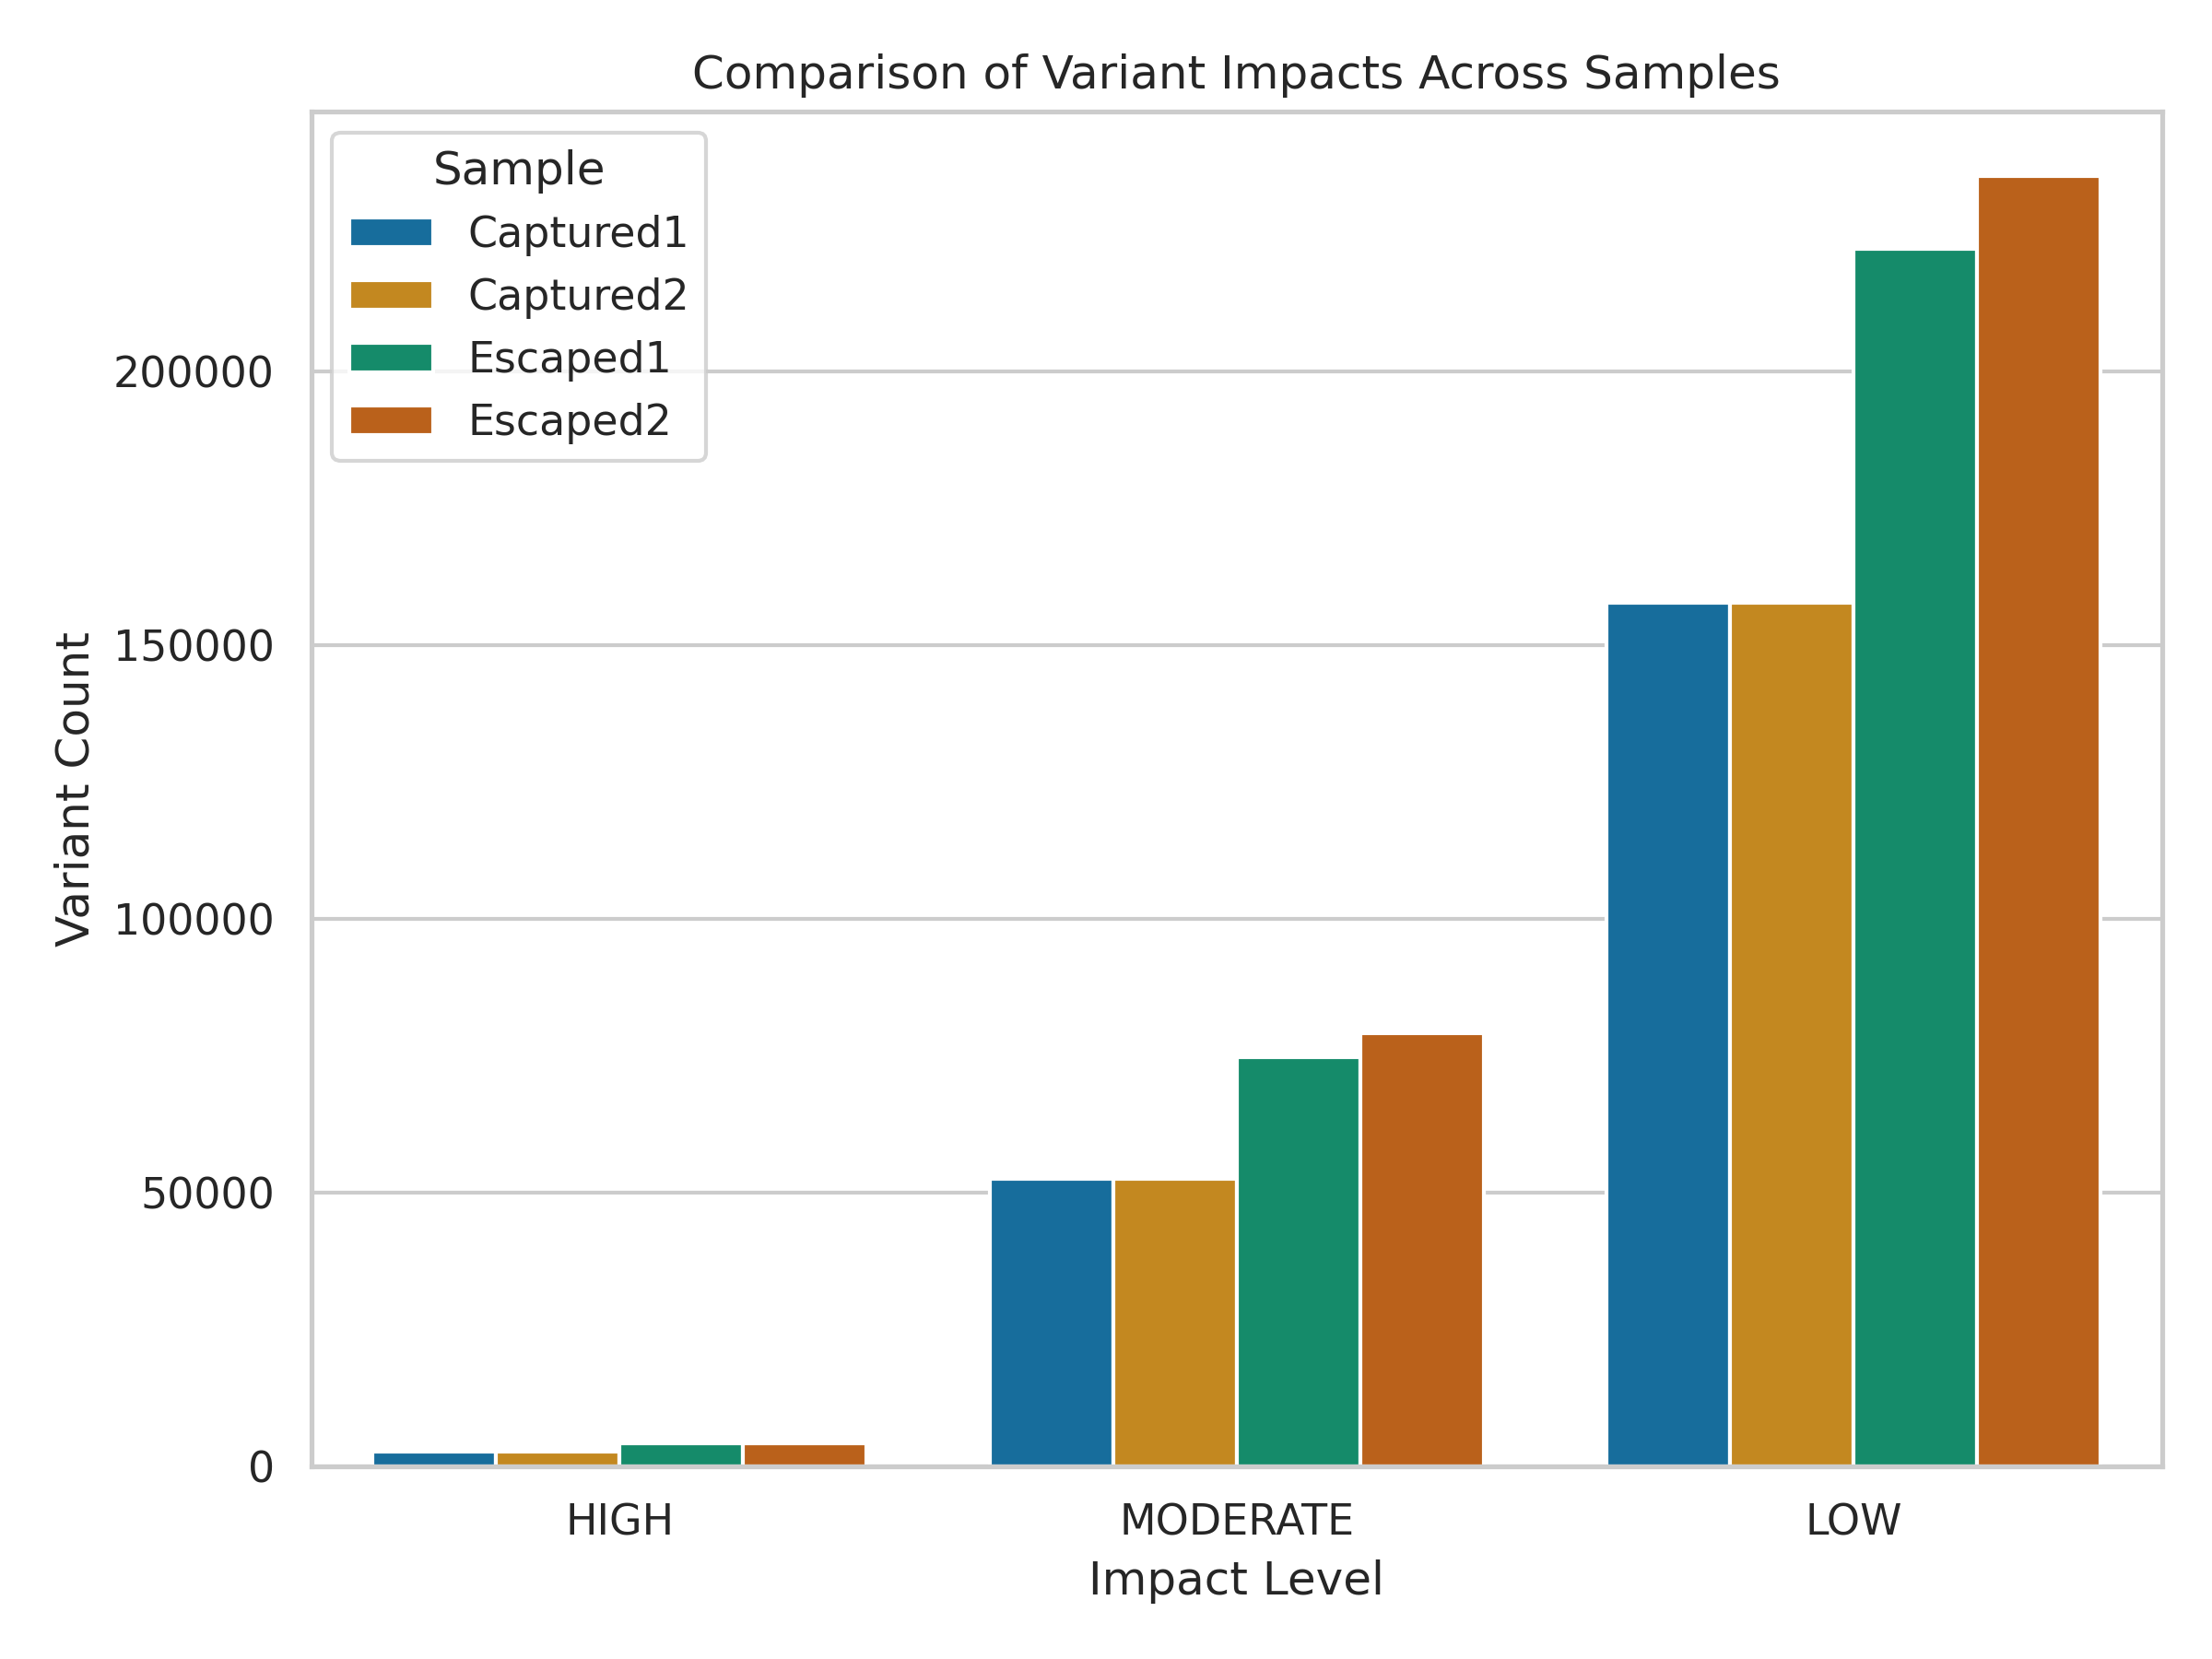 Comparison of Variant Impacts Across Samples
Sample
Captured1
Captured2
Escaped1
Escaped2
Variant Count
200000
150000
100000
50000
0
HIGH
MODERATE
LOW
Impact Level